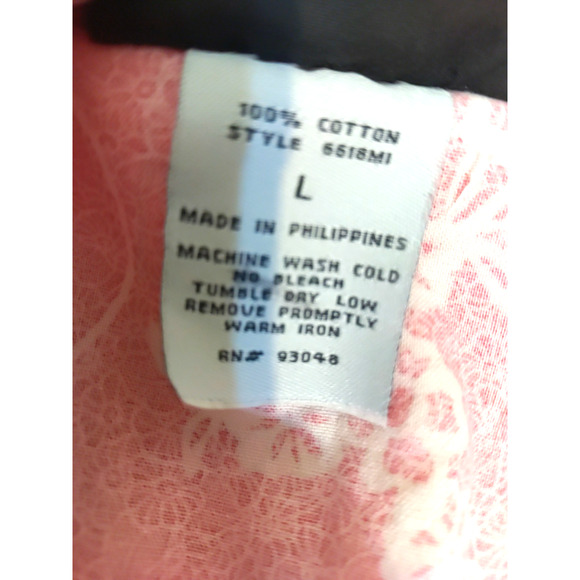 100% COTTON
STYLE 6618MI
L
MADE IN PHILIPPINES
MACHINE WASH COLD
NO BLEACH
TUMBLE DRY LOW
REMOVE PROMPTLY
WARM IRON
RN# 93048